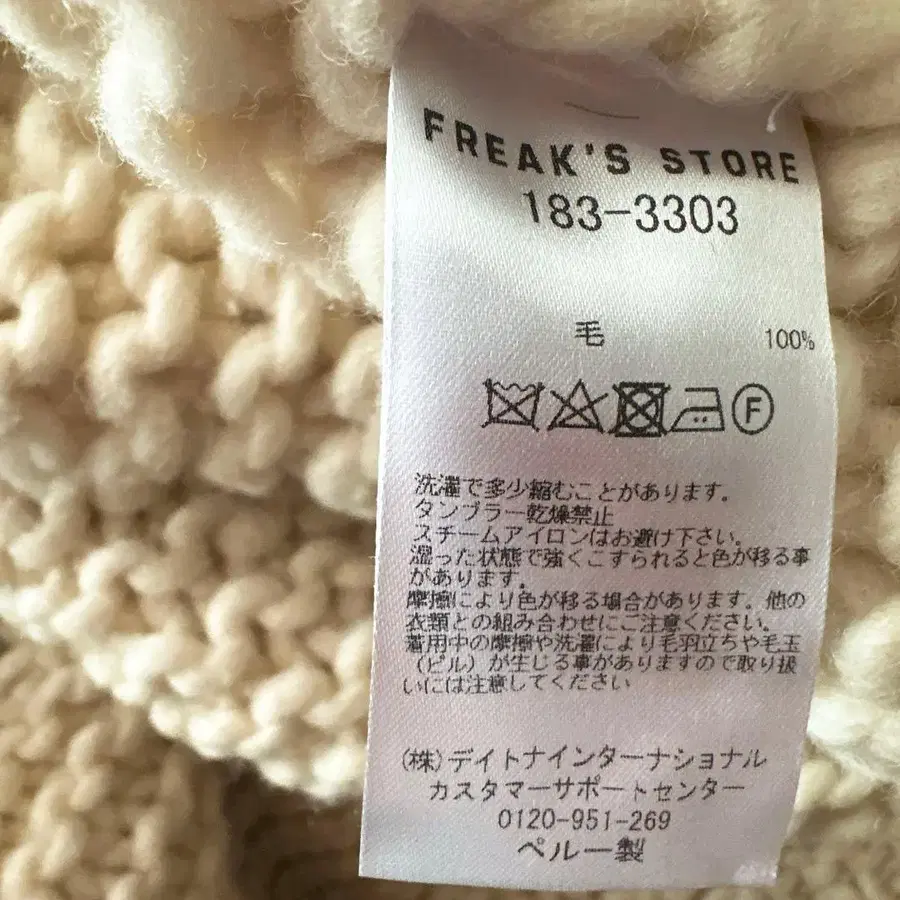 FREAK'S STORE
183-3303
毛 100%
F
洗濯で多少縮むことがあります。
タンブラー乾燥禁止
スチームアイロンはお避け下さい。
湿った状態で強くこすられると色が移る事
があります。
摩擦により色が移る場合があります。他の
衣類との組み合わせにご注意ください。
着用中の摩擦や洗濯により毛羽立ちや毛玉
(ピル)が生じる事がありますので取り扱
いには注意してください
(株)デイトナインターナショナル
カスタマーサポートセンター
0120-951-269
ペルー製